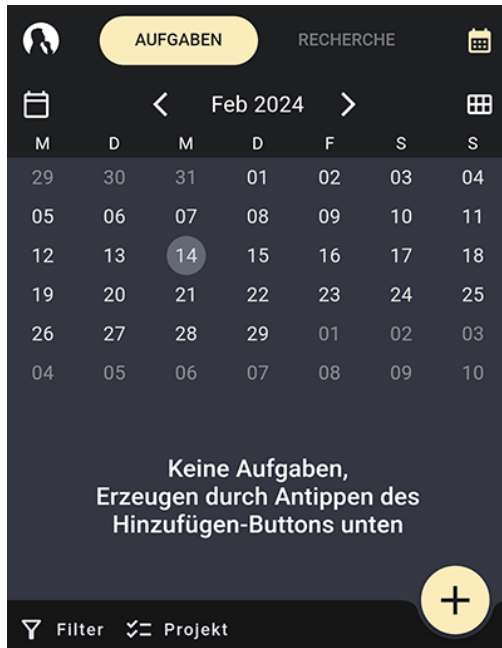 AUFGABEN RECHERCHE
Feb 2024
M D M D F S S
29 30 31 01 02 03 04
05 06 07 08 09 10 11
12 13 14 15 16 17 18
19 20 21 22 23 24 25
26 27 28 29 01 02 03
04 05 06 07 08 09 10
Keine Aufgaben,
Erzeugen durch Antippen des
Hinzufügen-Buttons unten
Filter Projekt